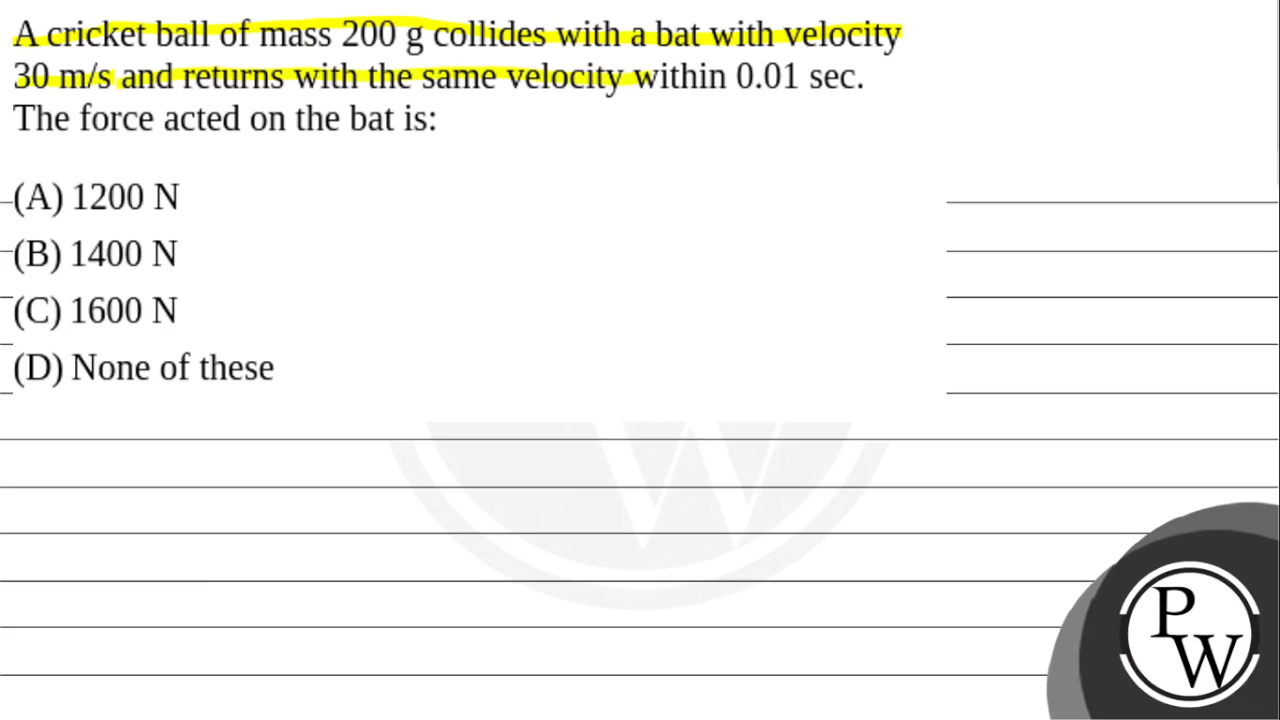 A cricket ball of mass 200 g collides with a bat with velocity
30 m/s and returns with the same velocity within 0.01 sec.
The force acted on the bat is:
(A) 1200 N
(B) 1400 N
(C) 1600 N
(D) None of these
W
P
W